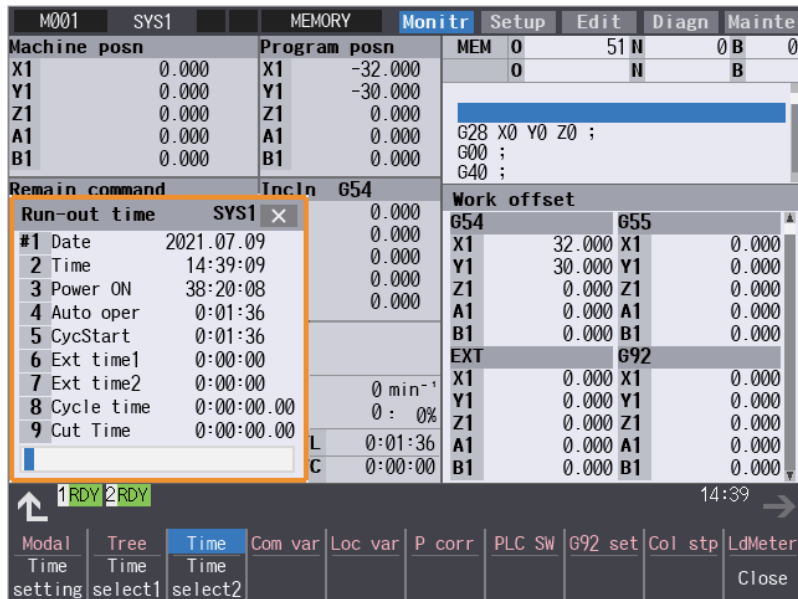 M001 SYS1 MEMORY Monitr Setup Edit Diagn Mainte
Machine posn
X1 0.000
Y1 0.000
Z1 0.000
A1 0.000
B1 0.000
Program posn
X1 -32.000
Y1 -30.000
Z1 0.000
A1 0.000
B1 0.000
MEM O 51 N 0 B 0
O N B
G28 X0 Y0 Z0 ;
G00 ;
G40 ;
Remain command
Incln G54
0.000
0.000
0.000
0.000
0.000
Run-out time SYS1 ×
#1 Date 2021.07.09
2 Time 14:39:09
3 Power ON 38:20:08
4 Auto oper 0:01:36
5 CycStart 0:01:36
6 Ext time1 0:00:00
7 Ext time2 0:00:00
8 Cycle time 0:00:00.00
9 Cut Time 0:00:00.00
0 min⁻¹
0 : 0%
L 0:01:36
C 0:00:00
Work offset
G54 G55
X1 32.000 X1 0.000
Y1 30.000 Y1 0.000
Z1 0.000 Z1 0.000
A1 0.000 A1 0.000
B1 0.000 B1 0.000
EXT G92
X1 0.000 X1 0.000
Y1 0.000 Y1 0.000
Z1 0.000 Z1 0.000
A1 0.000 A1 0.000
B1 0.000 B1 0.000
1RDY 2RDY 14:39
Modal Tree Time Com var Loc var P corr PLC SW G92 set Col stp LdMeter
Time setting
Time select1
Time select2
Close